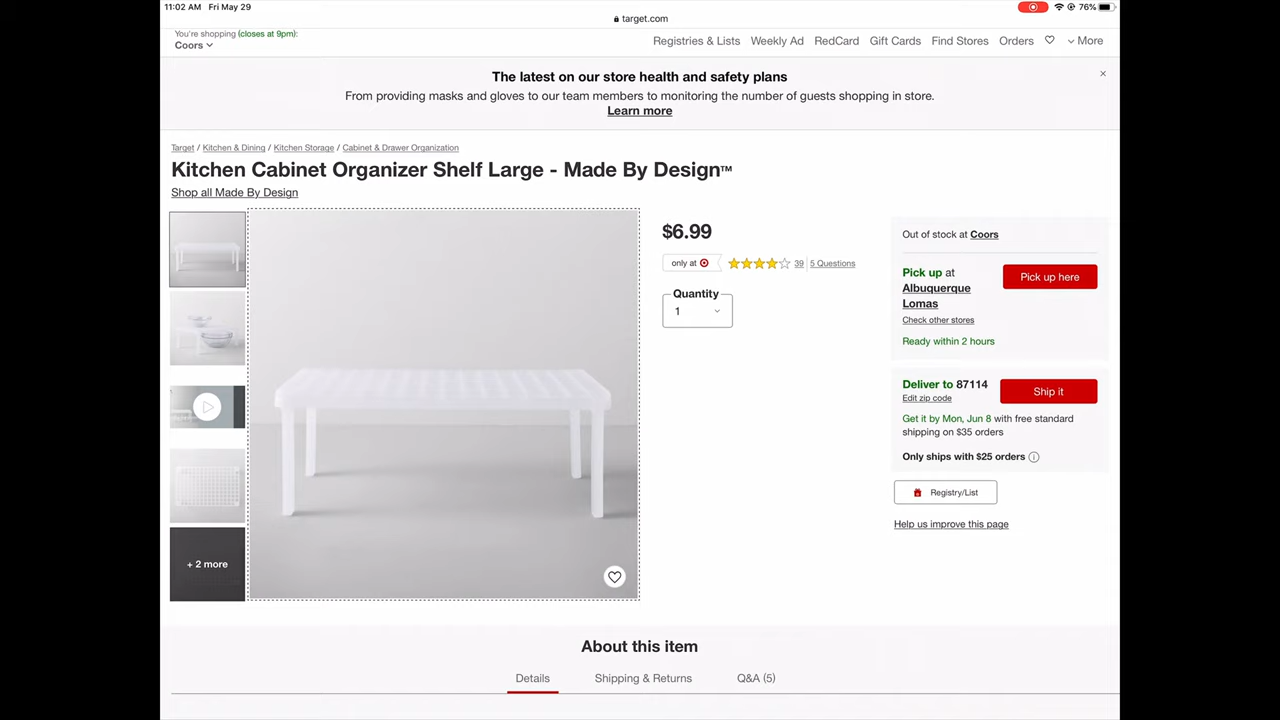 11:02 AM Fri May 29
76%
target.com
You're shopping (closes at 9pm):
Coors
Registries & Lists Weekly Ad RedCard Gift Cards Find Stores Orders More
The latest on our store health and safety plans
From providing masks and gloves to our team members to monitoring the number of guests shopping in store.
Learn more
Target / Kitchen & Dining / Kitchen Storage / Cabinet & Drawer Organization
Kitchen Cabinet Organizer Shelf Large - Made By Design™
Shop all Made By Design
+ 2 more
$6.99
only at
39 5 Questions
Quantity
1
Out of stock at Coors
Pick up at
Albuquerque
Lomas
Pick up here
Check other stores
Ready within 2 hours
Deliver to 87114
Edit zip code
Ship it
Get it by Mon, Jun 8 with free standard
shipping on $35 orders
Only ships with $25 orders
Registry/List
Help us improve this page
About this item
Details Shipping & Returns Q&A (5)